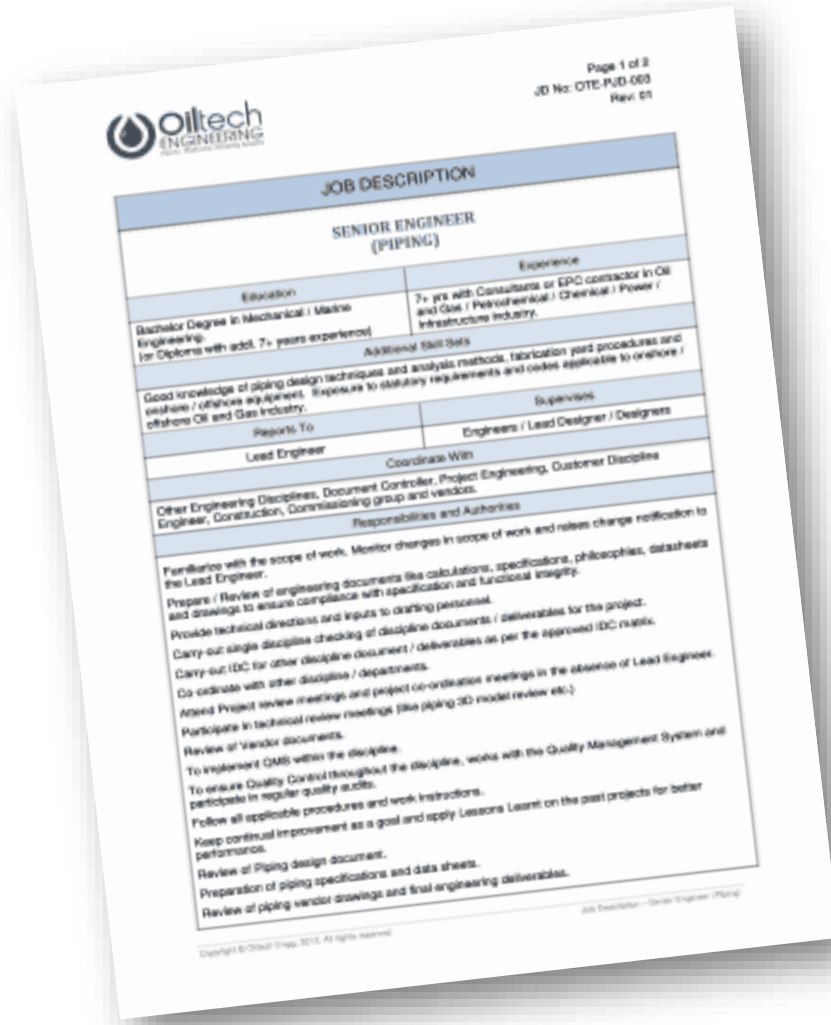 Page 1 of 2
JD No: OTE-PJD-003
Rev: 01
Oiltech
ENGINEERING
JOB DESCRIPTION
SENIOR ENGINEER
(PIPING)
Education
Experience
Bachelor Degree in Mechanical / Marine
Engineering.
(or Diploma with addl. 7+ years experience)
7+ yrs with Consultants or EPC contractor in Oil
and Gas / Petrochemical / Chemical / Power /
Infrastructure industry.
Additional Skill Sets
Good knowledge of piping design techniques and analysis methods, fabrication yard procedures and
onshore / offshore equipment. Exposure to statutory requirements and codes applicable to onshore /
offshore Oil and Gas industry.
Reports To
Supervises
Lead Engineer
Engineers / Lead Designer / Designers
Coordinate With
Other Engineering Disciplines, Document Controller, Project Engineering, Customer Discipline
Engineer, Construction, Commissioning group and vendors.
Responsibilities and Authorities
Familiarize with the scope of work. Monitor changes in scope of work and raises change notification to
the Lead Engineer.
Prepare / Review of engineering documents like calculations, specifications, philosophies, datasheets
and drawings to ensure compliance with specification and functional integrity.
Provide technical directions and inputs to drafting personnel.
Carry-out single discipline checking of discipline documents / deliverables for the project.
Carry-out IDC for other discipline document / deliverables as per the approved IDC matrix.
Co-ordinate with other discipline / departments.
Attend Project review meetings and project co-ordination meetings in the absence of Lead Engineer.
Participate in technical review meetings (like piping 3D model review etc.)
Review of Vendor documents.
To implement QMS within the discipline.
To ensure Quality Control throughout the discipline, works with the Quality Management System and
participate in regular quality audits.
Follow all applicable procedures and work instructions.
Keep continual improvement as a goal and apply Lessons Learnt on the past projects for better
performance.
Review of Piping design document.
Preparation of piping specifications and data sheets.
Review of piping vendor drawings and final engineering deliverables.
Copyright © Oiltech Engg. 2013. All rights reserved
Job Description – Senior Engineer (Piping)